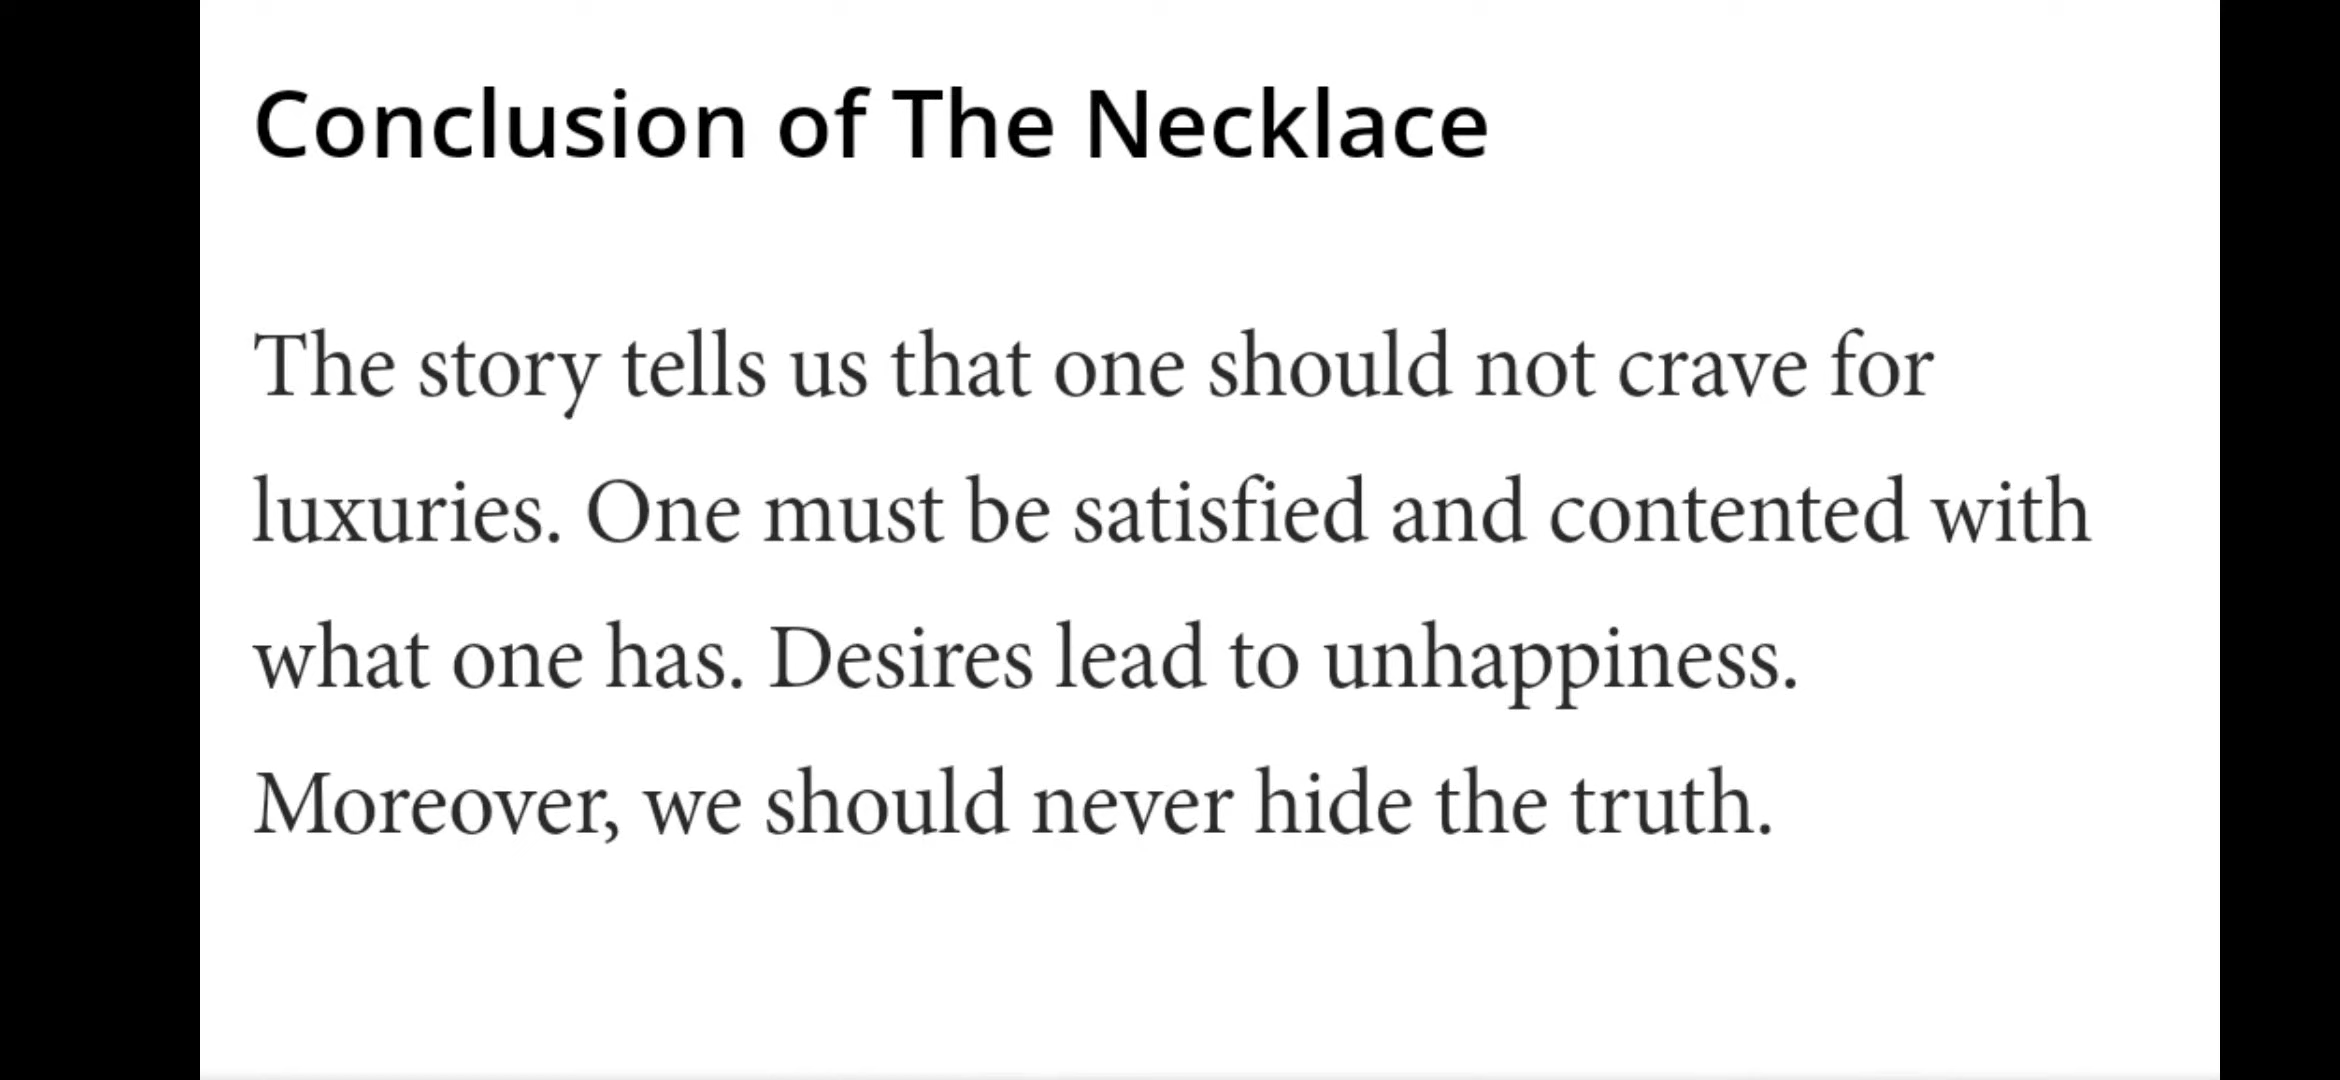 Conclusion of The Necklace
The story tells us that one should not crave for
luxuries. One must be satisfied and contented with
what one has. Desires lead to unhappiness.
Moreover, we should never hide the truth.